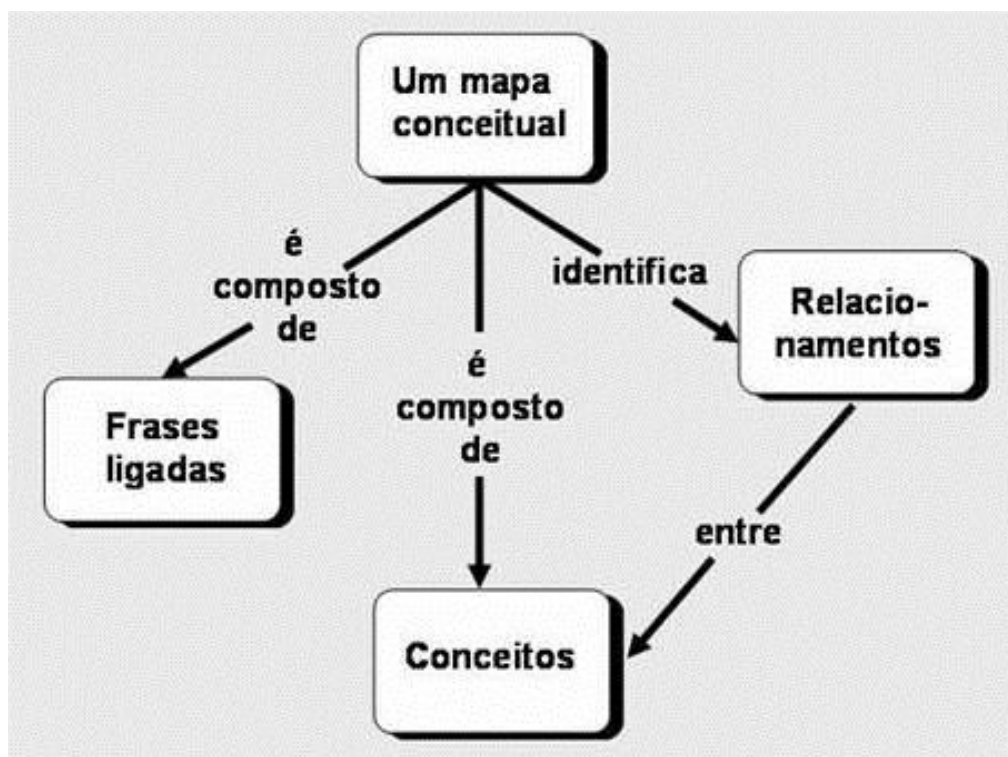 Um mapa
conceitual
é
composto
de
identifica
Relacio-
namentos
é
composto
de
Frases
ligadas
entre
Conceitos